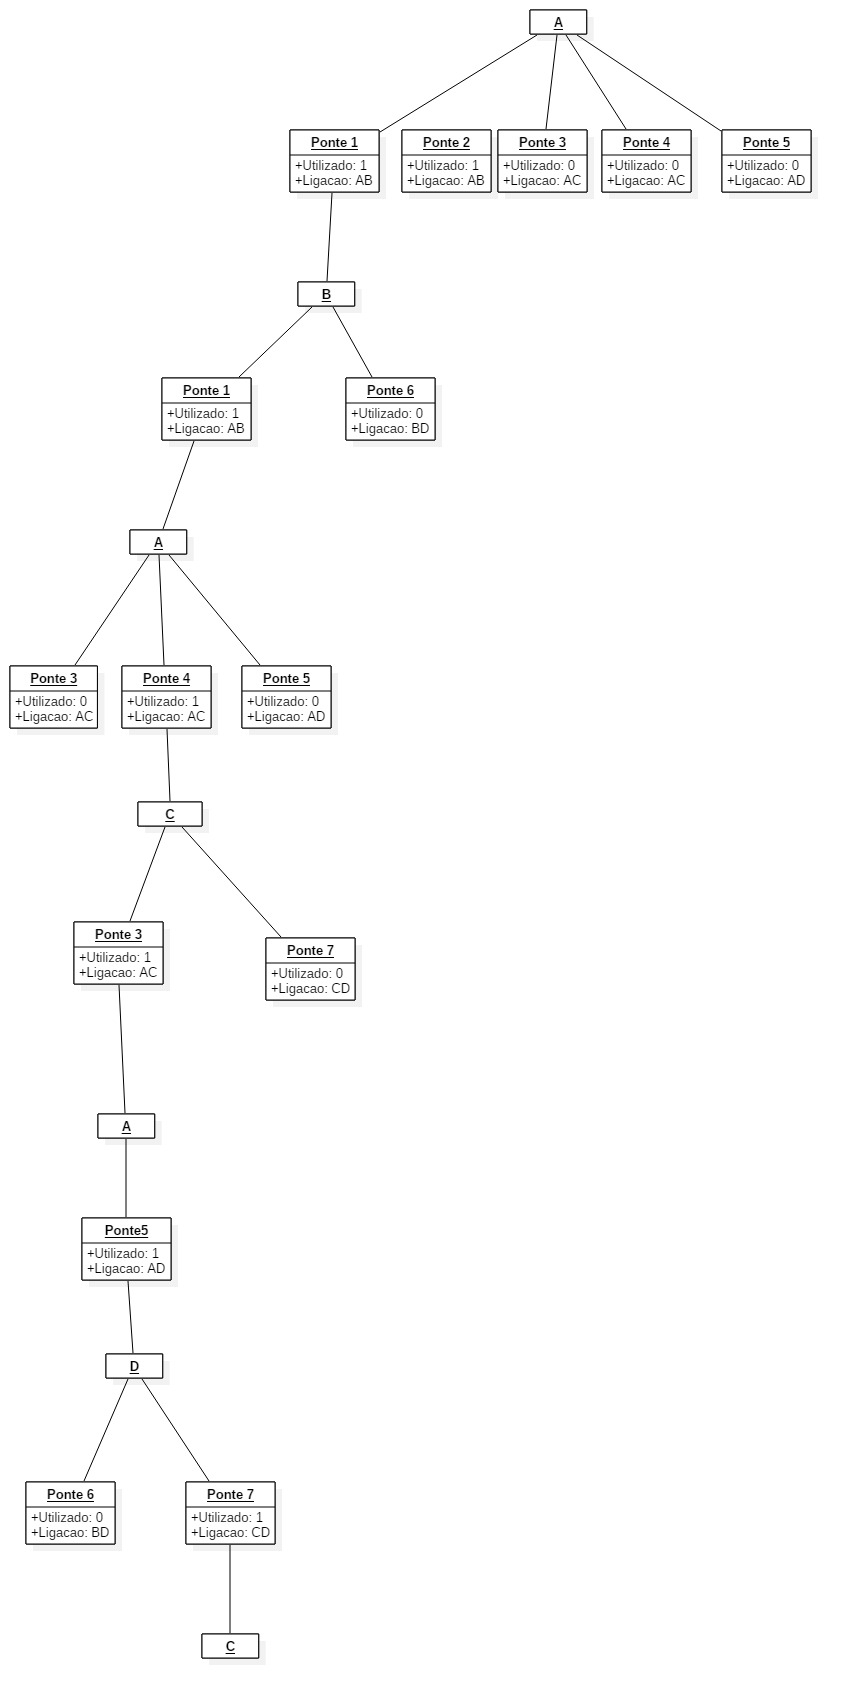 A
Ponte 1
+Utilizado: 1
+Ligacao: AB
Ponte 2
+Utilizado: 1
+Ligacao: AB
Ponte 3
+Utilizado: 0
+Ligacao: AC
Ponte 4
+Utilizado: 0
+Ligacao: AC
Ponte 5
+Utilizado: 0
+Ligacao: AD
B
Ponte 1
+Utilizado: 1
+Ligacao: AB
Ponte 6
+Utilizado: 0
+Ligacao: BD
A
Ponte 3
+Utilizado: 0
+Ligacao: AC
Ponte 4
+Utilizado: 1
+Ligacao: AC
Ponte 5
+Utilizado: 0
+Ligacao: AD
C
Ponte 3
+Utilizado: 1
+Ligacao: AC
Ponte 7
+Utilizado: 0
+Ligacao: CD
A
Ponte5
+Utilizado: 1
+Ligacao: AD
D
Ponte 6
+Utilizado: 0
+Ligacao: BD
Ponte 7
+Utilizado: 1
+Ligacao: CD
C